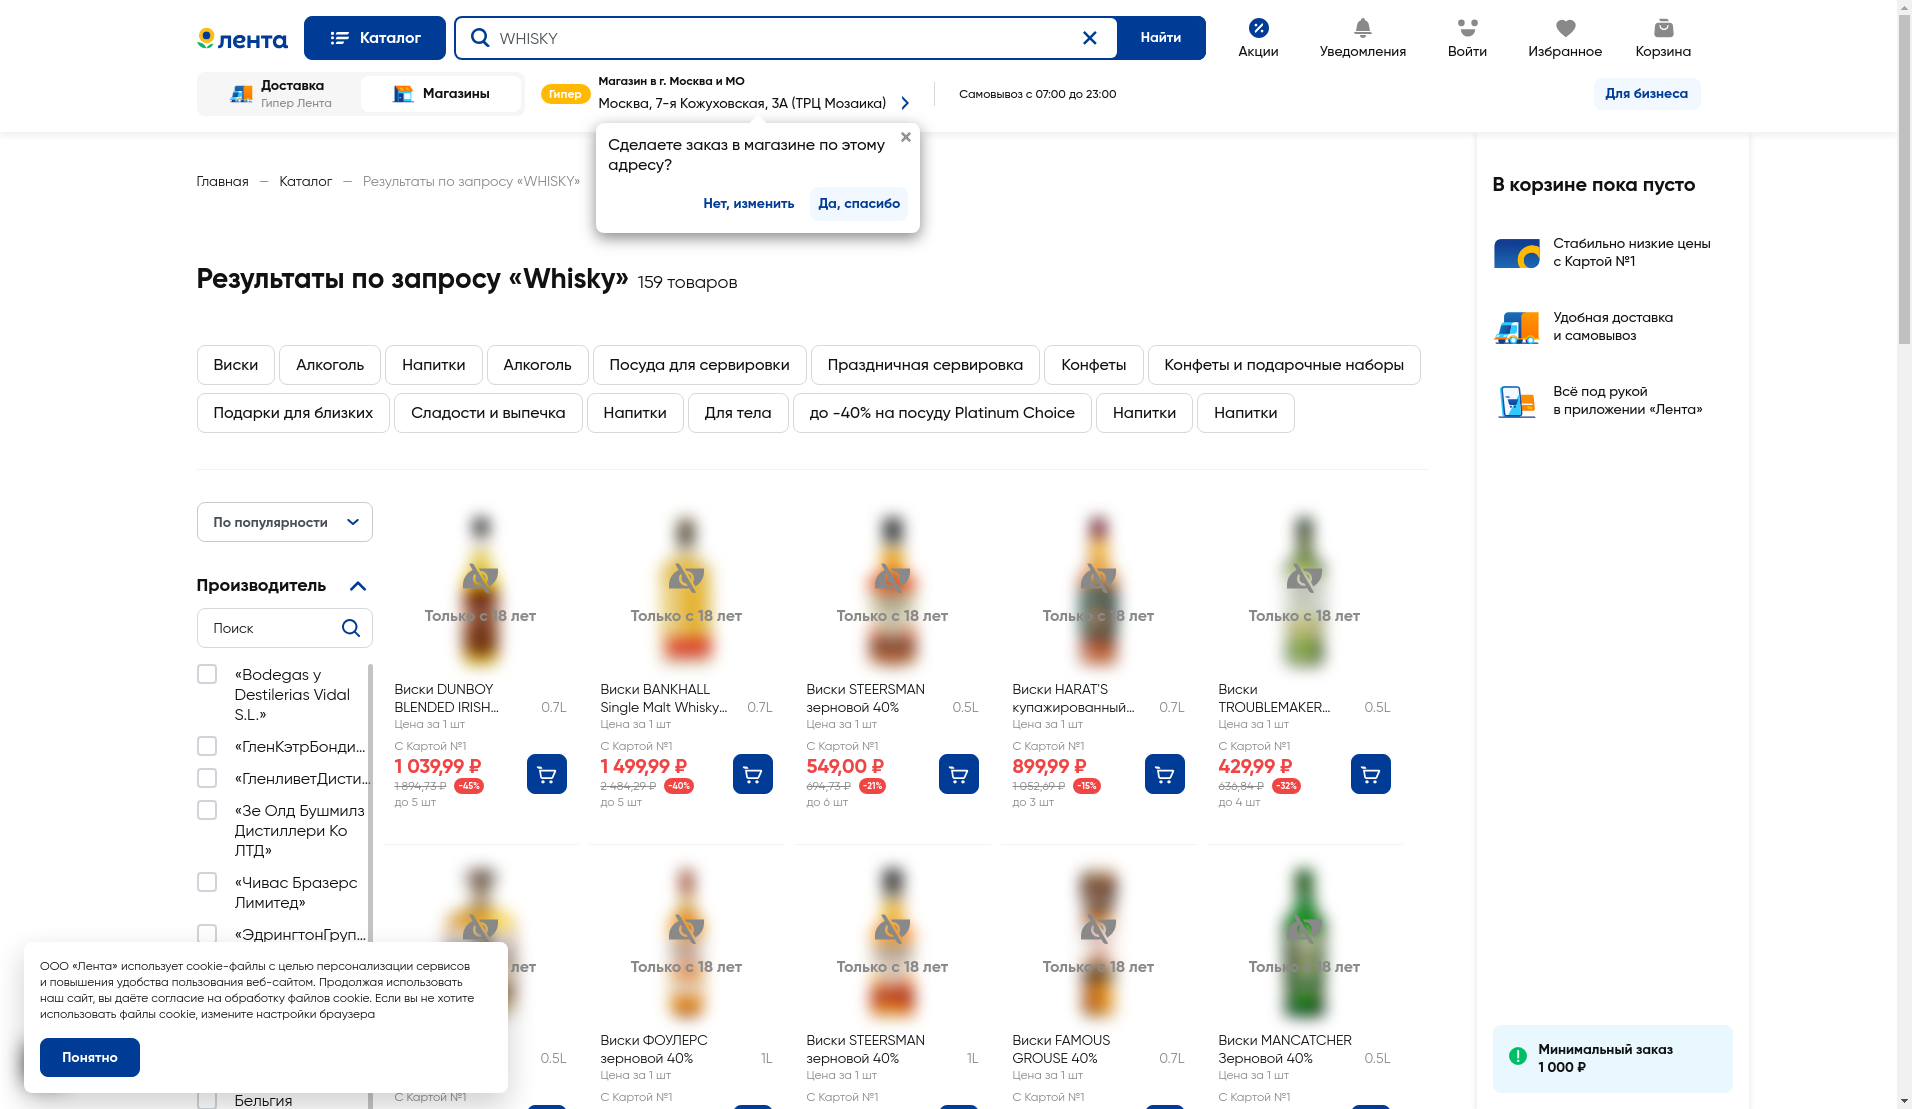 лента
Каталог
WHISKY
Найти
Акции
Уведомления
Войти
Избранное
Корзина
Доставка
Гипер Лента
Магазины
Гипер
Магазин в г. Москва и МО
Москва, 7-я Кожуховская, 3А (ТРЦ Мозаика)
Самовывоз с 07:00 до 23:00
Для бизнеса
Сделаете заказ в магазине по этому
адресу?
Нет, изменить
Да, спасибо
Главная — Каталог — Результаты по запросу «WHISKY»
Результаты по запросу «Whisky» 159 товаров
Виски
Алкоголь
Напитки
Алкоголь
Посуда для сервировки
Праздничная сервировка
Конфеты
Конфеты и подарочные наборы
Подарки для близких
Сладости и выпечка
Напитки
Для тела
до -40% на посуду Platinum Choice
Напитки
Напитки
По популярности
Производитель
Поиск
«Bodegas y
Destilerias Vidal
S.L.»
«ГленКэтрБонди...
«ГленливетДисти...
«Зе Олд Бушмилз
Дистиллери Ко
ЛТД»
«Чивас Бразерс
Лимитед»
«ЭдрингтонГруп...
Бельгия
Только с 18 лет
Виски DUNBOY
BLENDED IRISH...
0.7L
Цена за 1 шт
С Картой №1
1 039,99 ₽
1 894,73 ₽ -45%
до 5 шт
Только с 18 лет
Виски BANKHALL
Single Malt Whisky...
0.7L
Цена за 1 шт
С Картой №1
1 499,99 ₽
2 484,29 ₽ -40%
до 5 шт
Только с 18 лет
Виски STEERSMAN
зерновой 40%
0.5L
Цена за 1 шт
С Картой №1
549,00 ₽
694,73 ₽ -21%
до 6 шт
Только с 18 лет
Виски HARAT'S
купажированный...
0.7L
Цена за 1 шт
С Картой №1
899,99 ₽
1 052,69 ₽ -15%
до 3 шт
Только с 18 лет
Виски
TROUBLEMAKER...
0.5L
Цена за 1 шт
С Картой №1
429,99 ₽
636,84 ₽ -32%
до 4 шт
лет
0.5L
С Картой №1
Только с 18 лет
Виски ФОУЛЕРС
зерновой 40%
1L
Цена за 1 шт
С Картой №1
Только с 18 лет
Виски STEERSMAN
зерновой 40%
1L
Цена за 1 шт
С Картой №1
Только с 18 лет
Виски FAMOUS
GROUSE 40%
0.7L
Цена за 1 шт
С Картой №1
Только с 18 лет
Виски MANCATCHER
Зерновой 40%
0.5L
Цена за 1 шт
С Картой №1
ООО «Лента» использует cookie-файлы с целью персонализации сервисов
и повышения удобства пользования веб-сайтом. Продолжая использовать
наш сайт, вы даёте согласие на обработку файлов cookie. Если вы не хотите
использовать файлы cookie, измените настройки браузера
Понятно
В корзине пока пусто
Стабильно низкие цены
с Картой №1
Удобная доставка
и самовывоз
Всё под рукой
в приложении «Лента»
Минимальный заказ
1 000 ₽